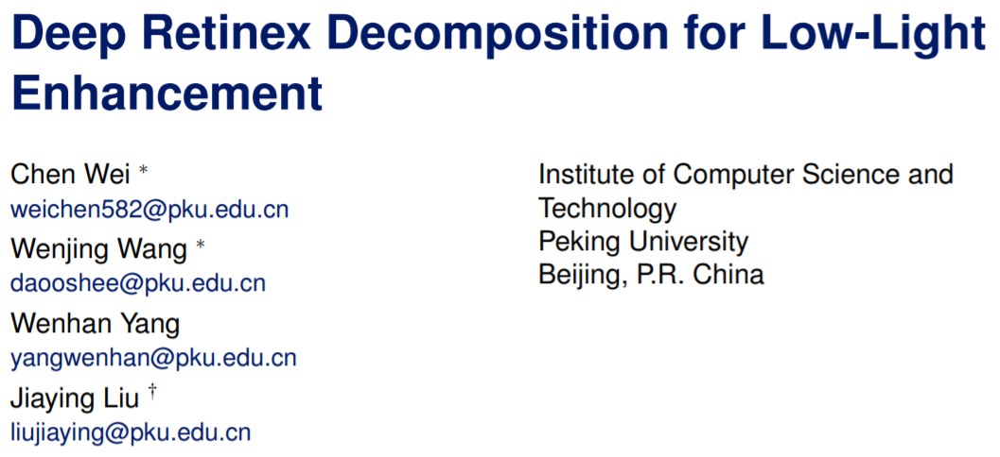 Deep Retinex Decomposition for Low-Light
Enhancement
Chen Wei *
weichen582@pku.edu.cn
Wenjing Wang *
daooshee@pku.edu.cn
Wenhan Yang
yangwenhan@pku.edu.cn
Jiaying Liu †
liujiaying@pku.edu.cn
Institute of Computer Science and
Technology
Peking University
Beijing, P.R. China